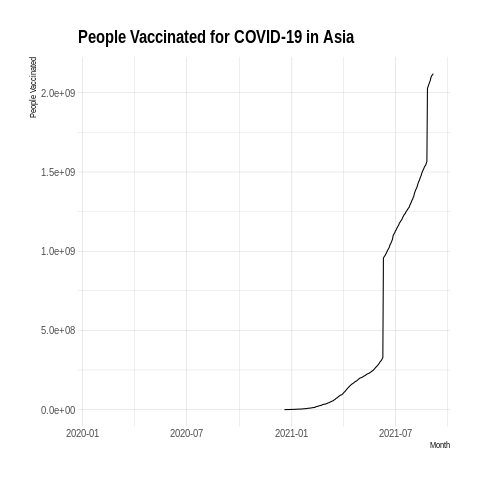 People Vaccinated for COVID-19 in Asia
People Vaccinated
2.0e+09
1.5e+09
1.0e+09
5.0e+08
0.0e+00
2020-01
2020-07
2021-01
2021-07
Month